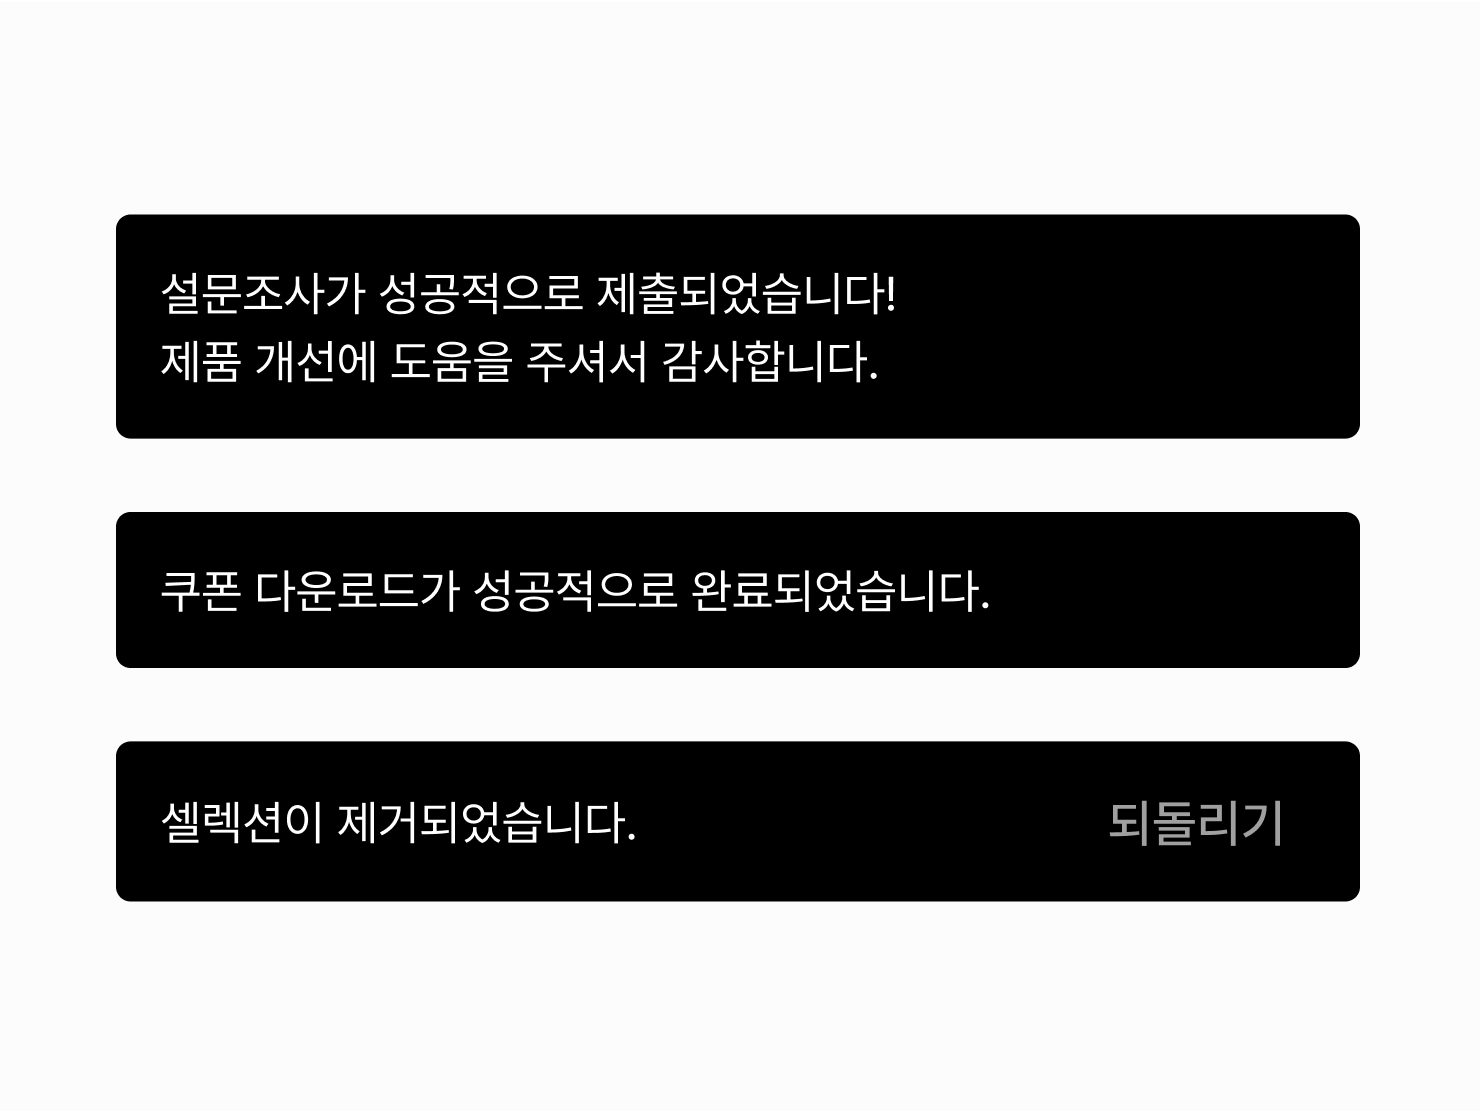 설문조사가 성공적으로 제출되었습니다!
제품 개선에 도움을 주셔서 감사합니다.
쿠폰 다운로드가 성공적으로 완료되었습니다.
셀렉션이 제거되었습니다. 되돌리기